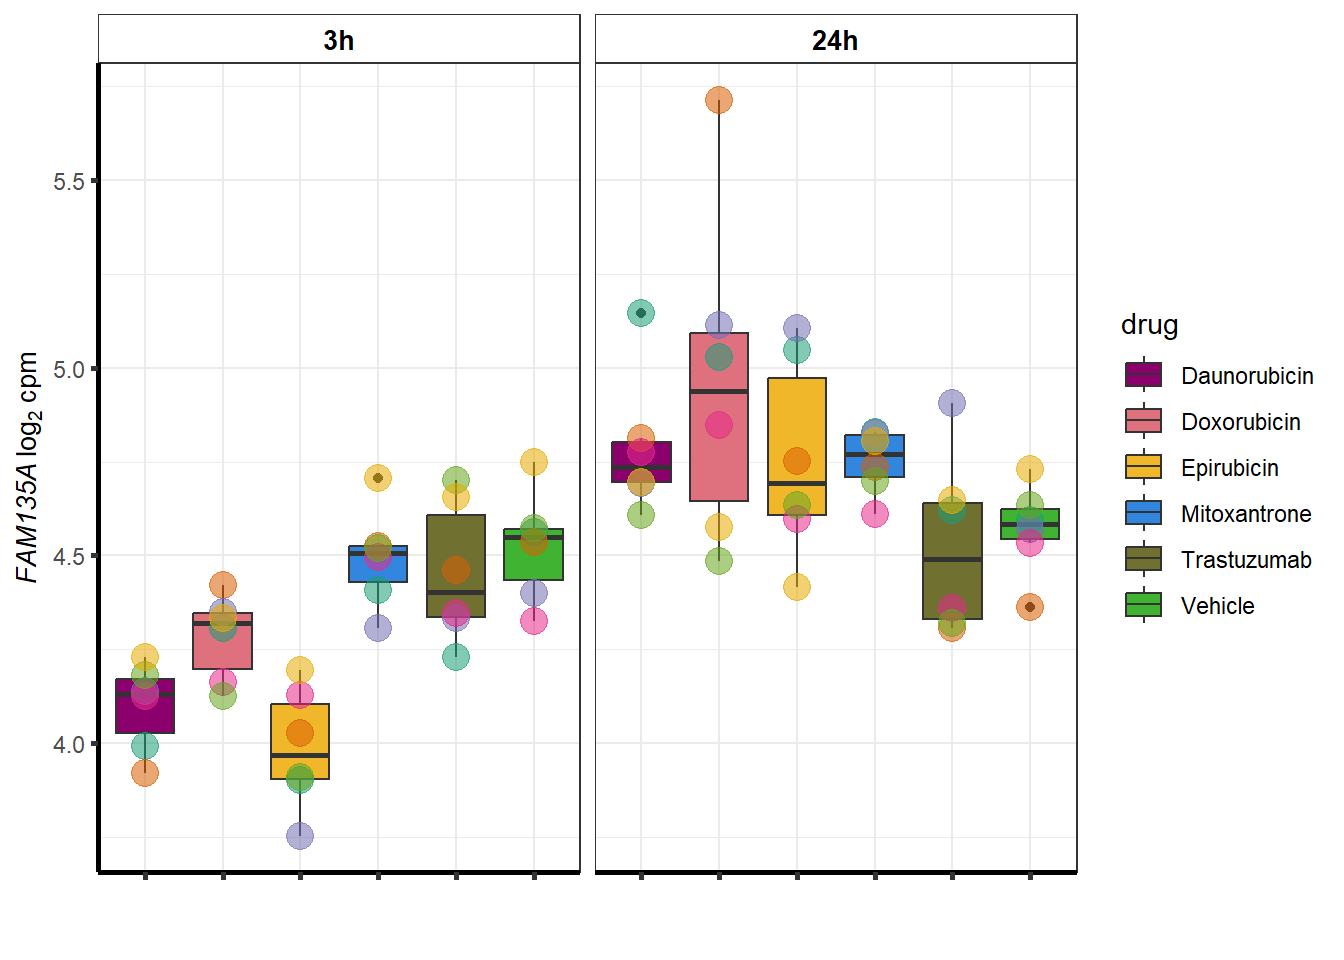 3h
24h
FAM135A log₂ cpm
5.5
5.0
4.5
4.0
drug
Daunorubicin
Doxorubicin
Epirubicin
Mitoxantrone
Trastuzumab
Vehicle